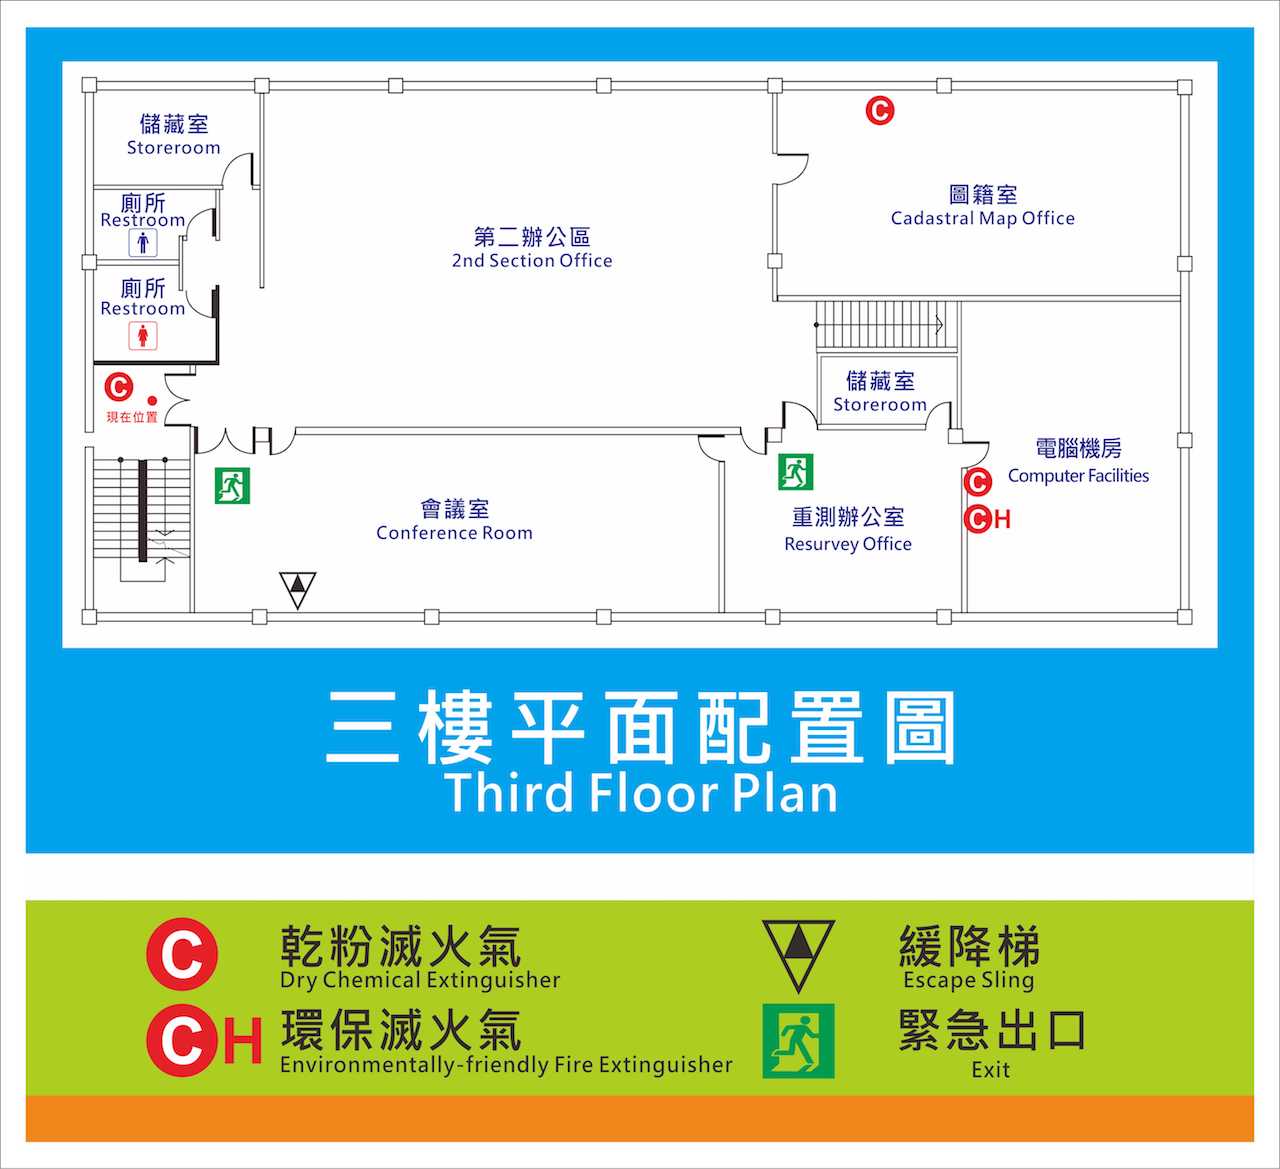 儲藏室
Storeroom
廁所
Restroom
廁所
Restroom
C
現在位置
第二辦公區
2nd Section Office
C
圖籍室
Cadastral Map Office
儲藏室
Storeroom
電腦機房
Computer Facilities
C
CH
會議室
Conference Room
重測辦公室
Resurvey Office
三樓平面配置圖
Third Floor Plan
C
乾粉滅火氣
Dry Chemical Extinguisher
CH
環保滅火氣
Environmentally-friendly Fire Extinguisher
緩降梯
Escape Sling
緊急出口
Exit